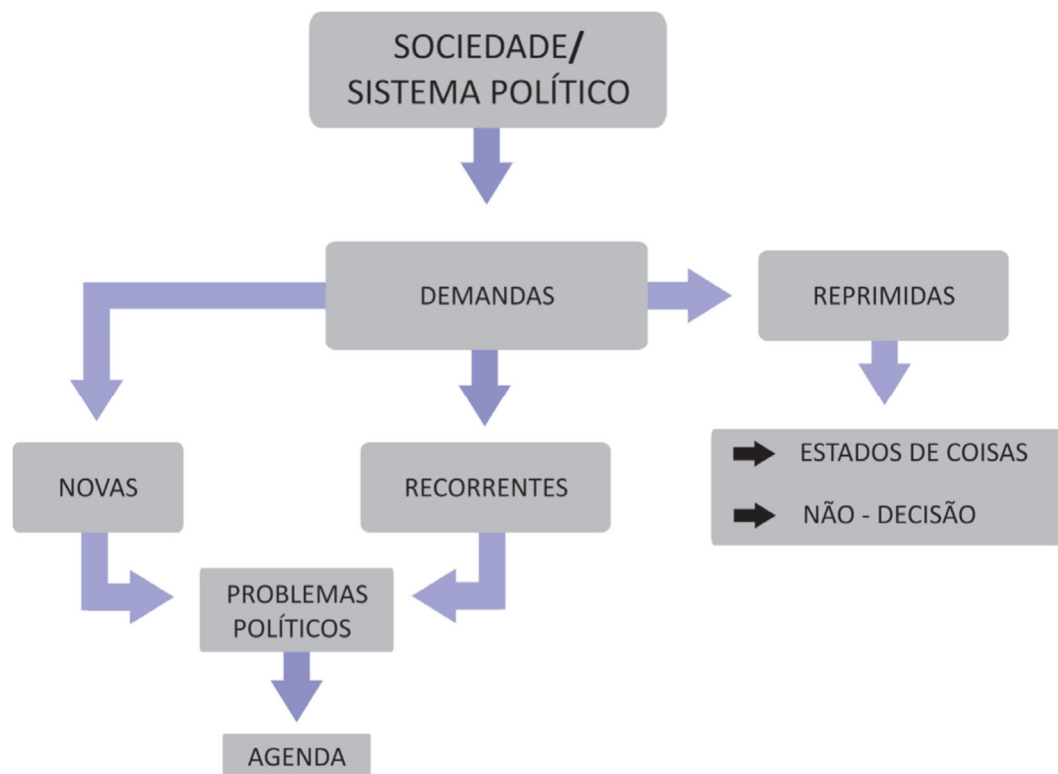 SOCIEDADE/
SISTEMA POLÍTICO
DEMANDAS
REPRIMIDAS
NOVAS
RECORRENTES
ESTADOS DE COISAS
NÃO - DECISÃO
PROBLEMAS
POLÍTICOS
AGENDA